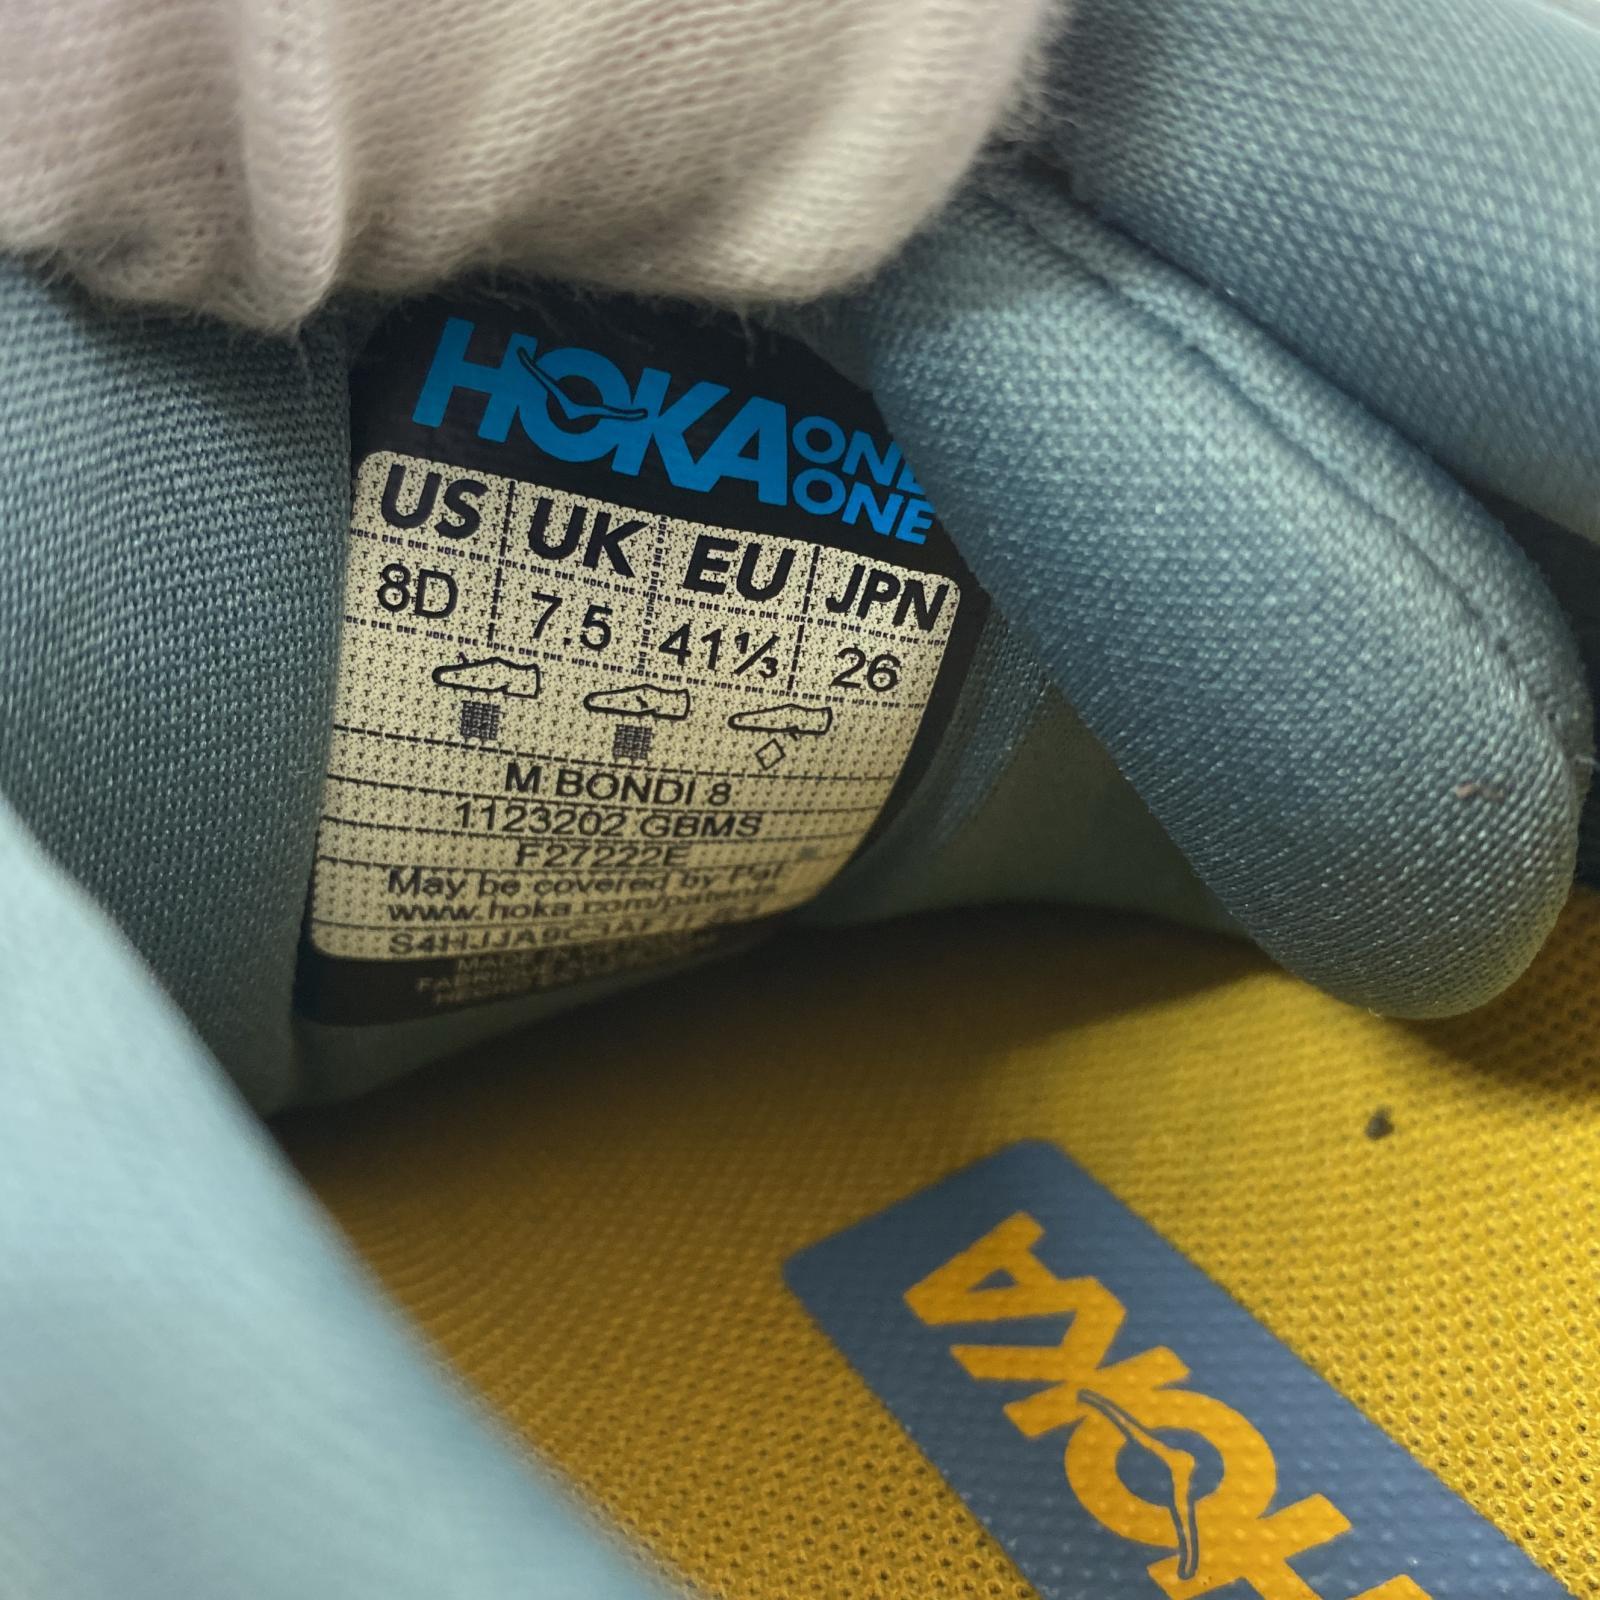 HOKA ONE ONE
US UK EU JPN
8D 7.5 41⅓ 26
M BONDI 8
1123202 GBMS
F27222E
May be covered by Pat
www.hoka.com/patents
HOKA